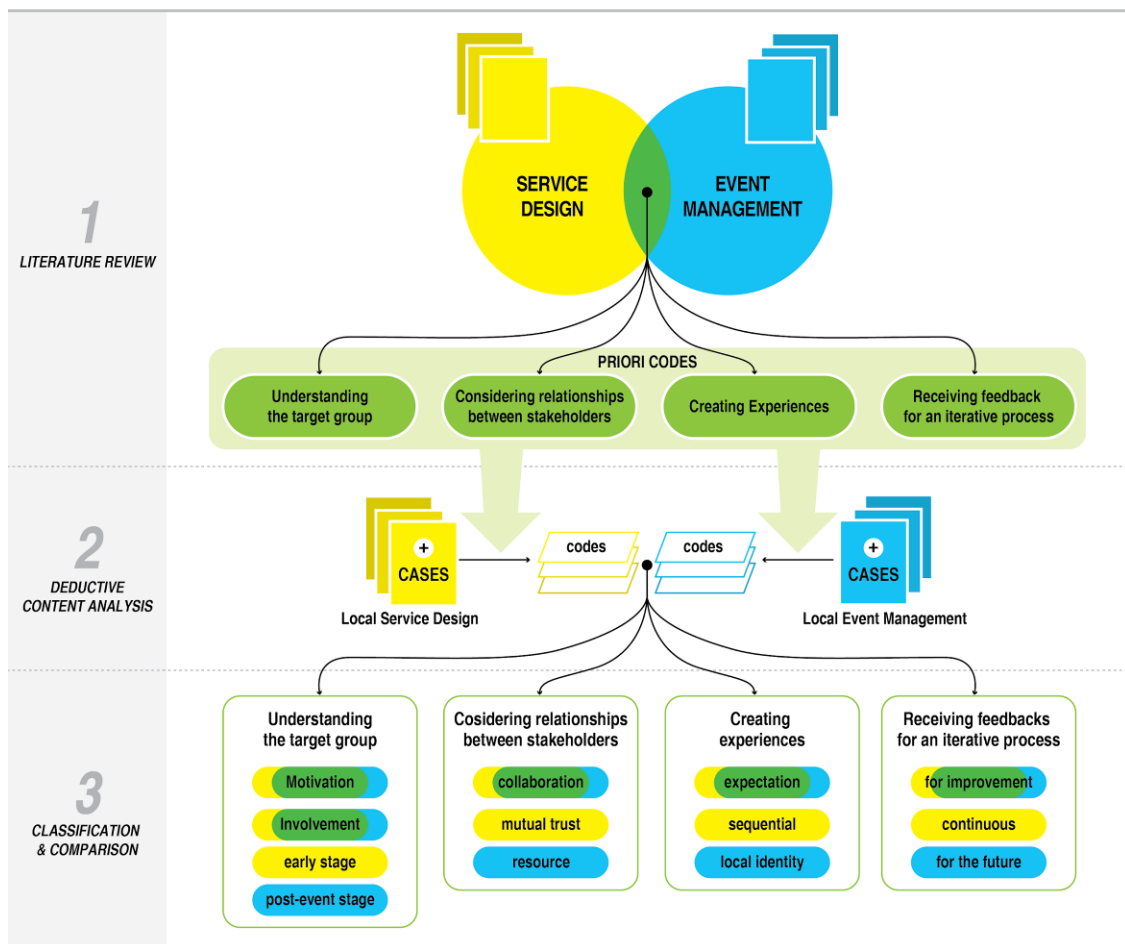 1
LITERATURE REVIEW
SERVICE
DESIGN
EVENT
MANAGEMENT
PRIORI CODES
Understanding
the target group
Considering relationships
between stakeholders
Creating Experiences
Receiving feedback
for an iterative process
2
DEDUCTIVE
CONTENT ANALYSIS
+
CASES
Local Service Design
codes
codes
+
CASES
Local Event Management
3
CLASSIFICATION
& COMPARISON
Understanding
the target group
Motivation
Involvement
early stage
post-event stage
Cosidering relationships
between stakeholders
collaboration
mutual trust
resource
Creating
experiences
expectation
sequential
local identity
Receiving feedbacks
for an iterative process
for improvement
continuous
for the future